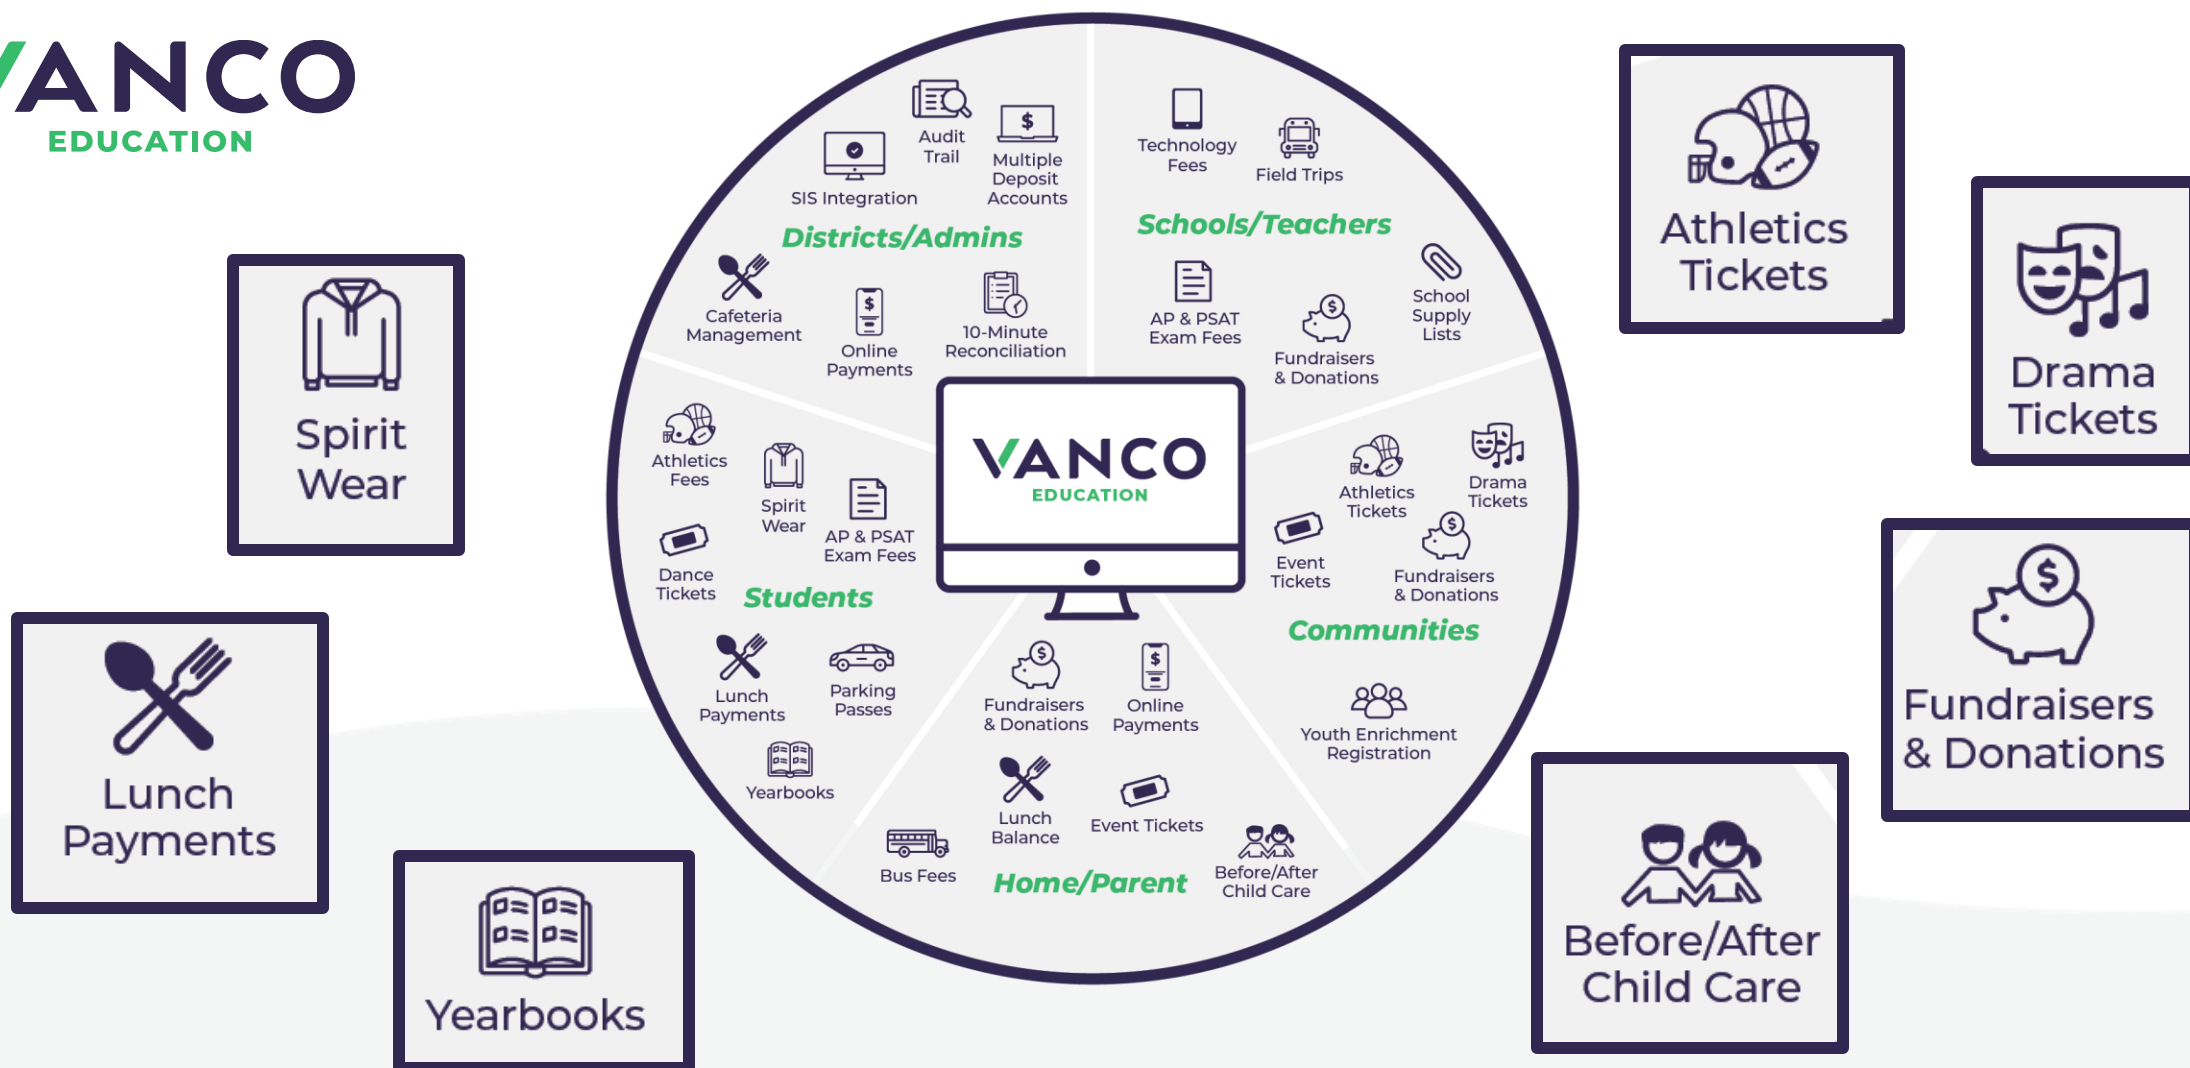 VANCO
EDUCATION
Spirit
Wear
Lunch
Payments
Yearbooks
Audit
Trail
$
Multiple
Deposit
Accounts
SIS Integration
Districts/Admins
Cafeteria
Management
$
Online
Payments
10-Minute
Reconciliation
Technology
Fees
Field Trips
Schools/Teachers
AP & PSAT
Exam Fees
$
Fundraisers
& Donations
School
Supply
Lists
Athletics
Fees
Spirit
Wear
AP & PSAT
Exam Fees
Dance
Tickets
Students
Lunch
Payments
Parking
Passes
Yearbooks
VANCO
EDUCATION
Athletics
Tickets
Drama
Tickets
Event
Tickets
$
Fundraisers
& Donations
Communities
Youth Enrichment
Registration
$
Fundraisers
& Donations
$
Online
Payments
Lunch
Balance
Event Tickets
Bus Fees
Home/Parent
Before/After
Child Care
Athletics
Tickets
Drama
Tickets
$
Fundraisers
& Donations
Before/After
Child Care